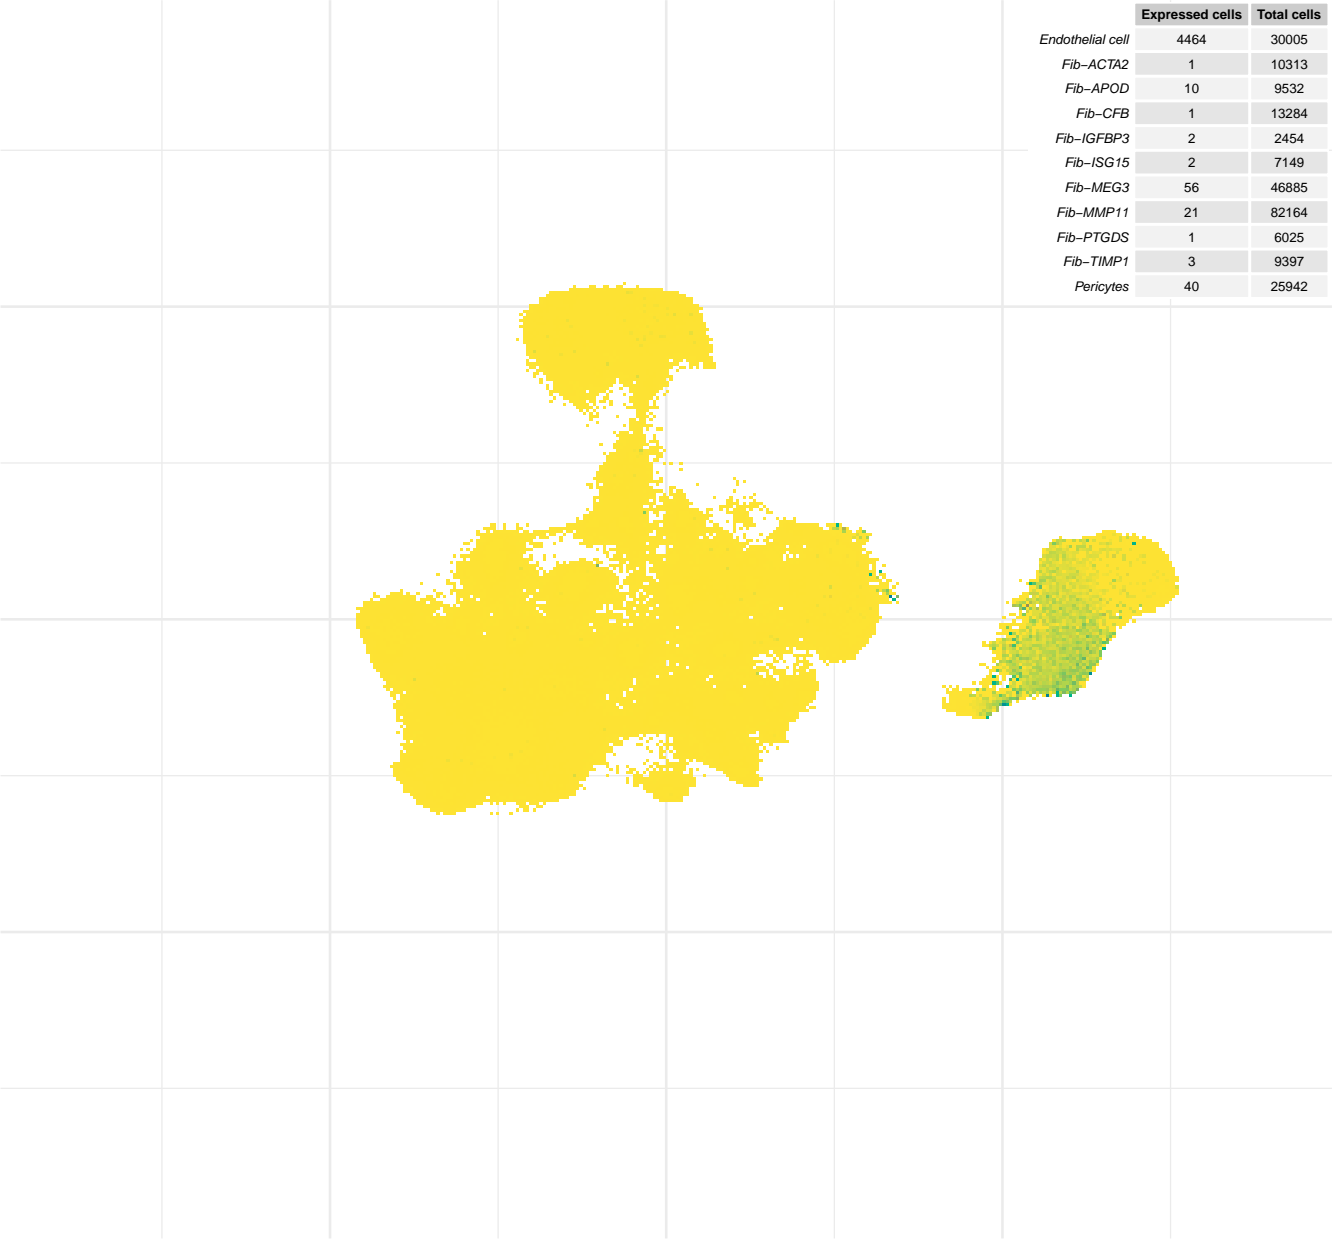 Expressed cells Total cells
Endothelial cell 4464 30005
Fib−ACTA2 1 10313
Fib−APOD 10 9532
Fib−CFB 1 13284
Fib−IGFBP3 2 2454
Fib−ISG15 2 7149
Fib−MEG3 56 46885
Fib−MMP11 21 82164
Fib−PTGDS 1 6025
Fib−TIMP1 3 9397
Pericytes 40 25942